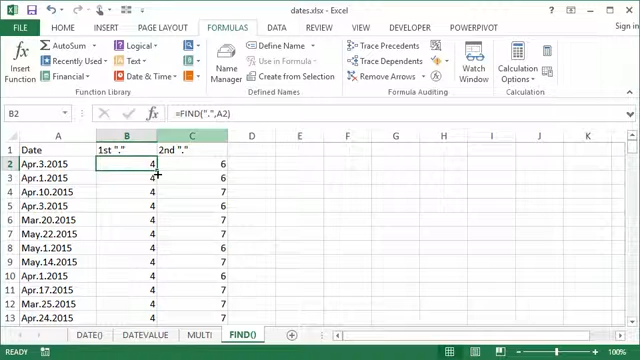 dates.xlsx - Excel
FILE HOME INSERT PAGE LAYOUT FORMULAS DATA REVIEW VIEW DEVELOPER POWERPIVOT Sign in
fx Insert Function
Σ AutoSum
Recently Used
Financial
Logical
Text
Date & Time
Function Library
Name Manager
Define Name
Use in Formula
Create from Selection
Defined Names
Trace Precedents
Trace Dependents
Remove Arrows
Formula Auditing
Watch Window
Calculation Options
Calculation
B2 fx =FIND(".",A2)
A B C D E F G H I J K
1 Date 1st "." 2nd "."
2 Apr.3.2015 4 6
3 Apr.1.2015 4 6
4 Apr.10.2015 4 7
5 Apr.3.2015 4 6
6 Mar.20.2015 4 7
7 May.22.2015 4 7
8 May.1.2015 4 6
9 May.14.2015 4 7
10 Apr.1.2015 4 6
11 Apr.17.2015 4 7
12 Mar.25.2015 4 7
13 Apr.24.2015 4 7
DATE() DATEVALUE MULTI FIND()
100%